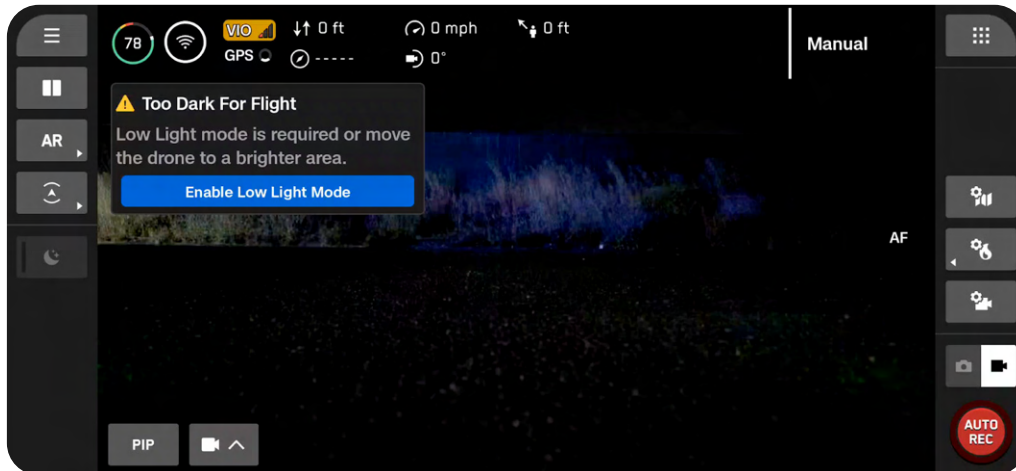 78
VIO
0 ft
0 mph
0 ft
GPS
-----
0°
Manual
Too Dark For Flight
Low Light mode is required or move
the drone to a brighter area.
Enable Low Light Mode
AR
AF
PIP
AUTO
REC